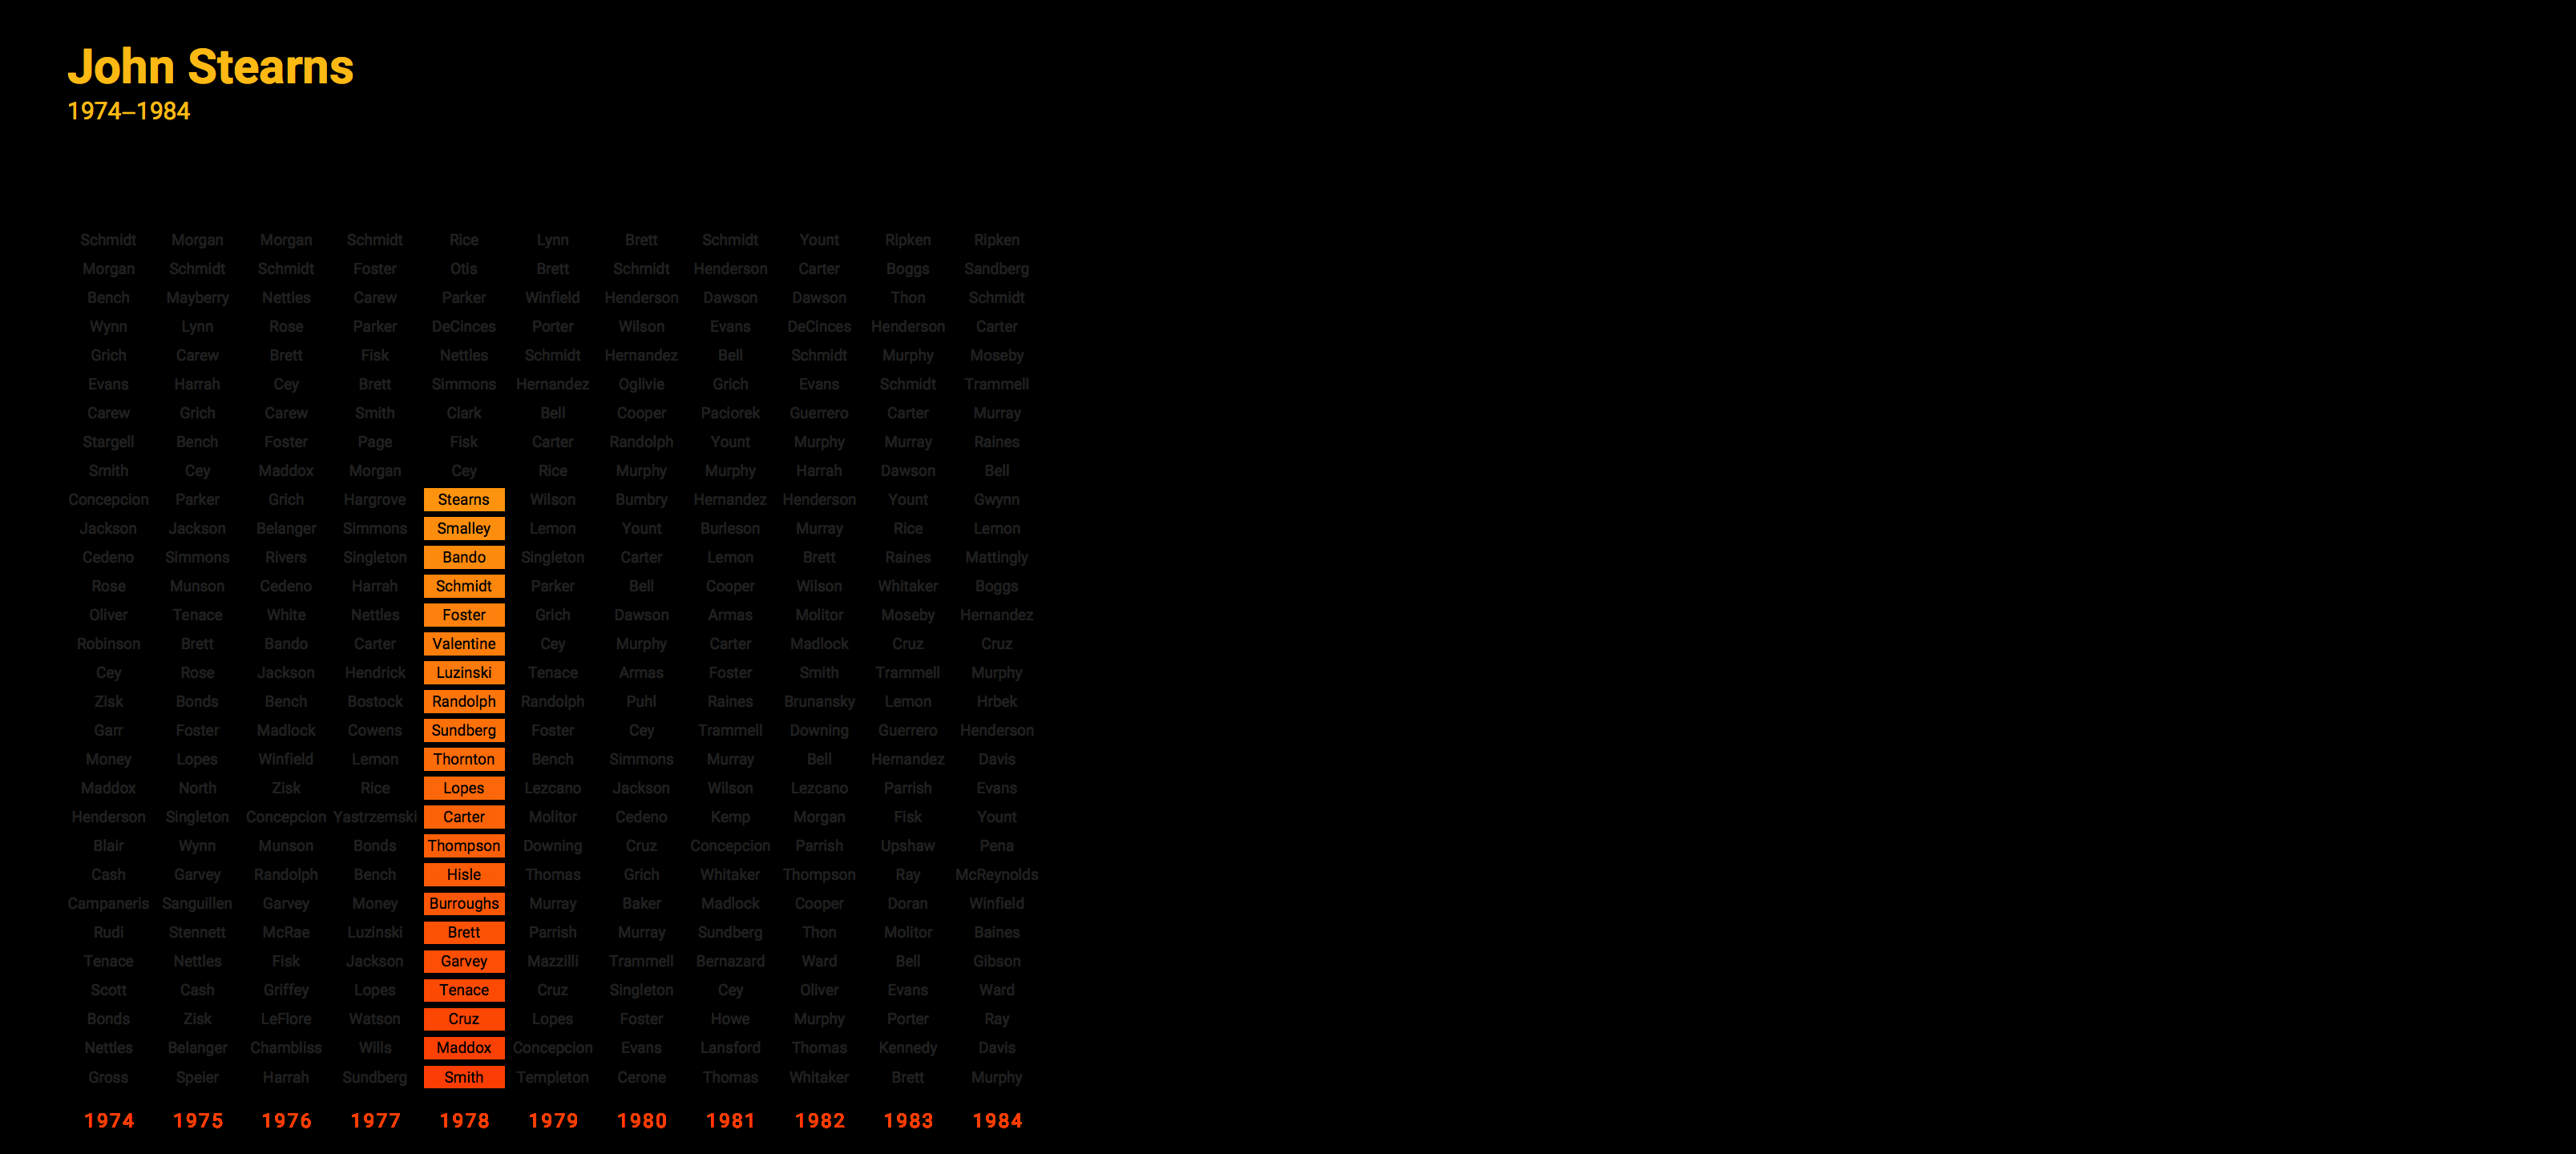 John Stearns
1974–1984
Schmidt Morgan Morgan Schmidt Rice Lynn Brett Schmidt Yount Ripken Ripken
Morgan Schmidt Schmidt Foster Otis Brett Schmidt Henderson Carter Boggs Sandberg
Bench Mayberry Nettles Carew Parker Winfield Henderson Dawson Dawson Thon Schmidt
Wynn Lynn Rose Parker DeCinces Porter Wilson Evans DeCinces Henderson Carter
Grich Carew Brett Fisk Nettles Schmidt Hernandez Bell Schmidt Murphy Moseby
Evans Harrah Cey Brett Simmons Hernandez Oglivie Grich Evans Schmidt Trammell
Carew Grich Carew Smith Clark Bell Cooper Paciorek Guerrero Carter Murray
Stargell Bench Foster Page Fisk Carter Randolph Yount Murphy Murray Raines
Smith Cey Maddox Morgan Cey Rice Murphy Murphy Harrah Dawson Bell
Concepcion Parker Grich Hargrove Stearns Wilson Bumbry Hernandez Henderson Yount Gwynn
Jackson Jackson Belanger Simmons Smalley Lemon Yount Burleson Murray Rice Lemon
Cedeno Simmons Rivers Singleton Bando Singleton Carter Lemon Brett Raines Mattingly
Rose Munson Cedeno Harrah Schmidt Parker Bell Cooper Wilson Whitaker Boggs
Oliver Tenace White Nettles Foster Grich Dawson Armas Molitor Moseby Hernandez
Robinson Brett Bando Carter Valentine Cey Murphy Carter Madlock Cruz Cruz
Cey Rose Jackson Hendrick Luzinski Tenace Armas Foster Smith Trammell Murphy
Zisk Bonds Bench Bostock Randolph Randolph Puhl Raines Brunansky Lemon Hrbek
Garr Foster Madlock Cowens Sundberg Foster Cey Trammell Downing Guerrero Henderson
Money Lopes Winfield Lemon Thornton Bench Simmons Murray Bell Hernandez Davis
Maddox North Zisk Rice Lopes Lezcano Jackson Wilson Lezcano Parrish Evans
Henderson Singleton Concepcion Yastrzemski Carter Molitor Cedeno Kemp Morgan Fisk Yount
Blair Wynn Munson Bonds Thompson Downing Cruz Concepcion Parrish Upshaw Pena
Cash Garvey Randolph Bench Hisle Thomas Grich Whitaker Thompson Ray McReynolds
Campaneris Sanguillen Garvey Money Burroughs Murray Baker Madlock Cooper Doran Winfield
Rudi Stennett McRae Luzinski Brett Parrish Murray Sundberg Thon Molitor Baines
Tenace Nettles Fisk Jackson Garvey Mazzilli Trammell Bernazard Ward Bell Gibson
Scott Cash Griffey Lopes Tenace Cruz Singleton Cey Oliver Evans Ward
Bonds Zisk LeFlore Watson Cruz Lopes Foster Howe Murphy Porter Ray
Nettles Belanger Chambliss Wills Maddox Concepcion Evans Lansford Thomas Kennedy Davis
Gross Speier Harrah Sundberg Smith Templeton Cerone Thomas Whitaker Brett Murphy
1974 1975 1976 1977 1978 1979 1980 1981 1982 1983 1984